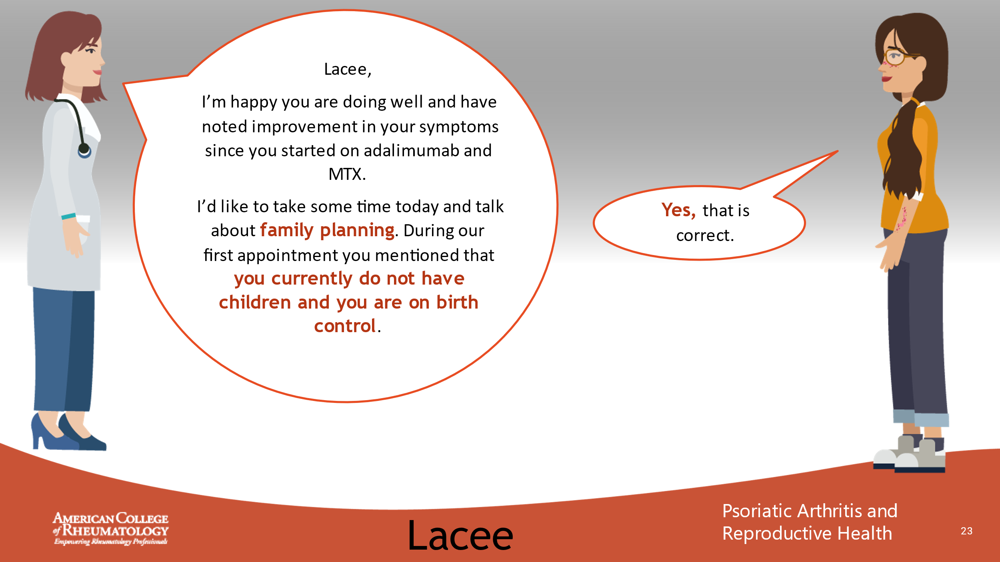 Lacee,
I’m happy you are doing well and have
noted improvement in your symptoms
since you started on adalimumab and
MTX.
I’d like to take some time today and talk
about family planning. During our
first appointment you mentioned that
you currently do not have
children and you are on birth
control.
Yes, that is
correct.
AMERICAN COLLEGE
of RHEUMATOLOGY
Empowering Rheumatology Professionals
Lacee
Psoriatic Arthritis and
Reproductive Health
23